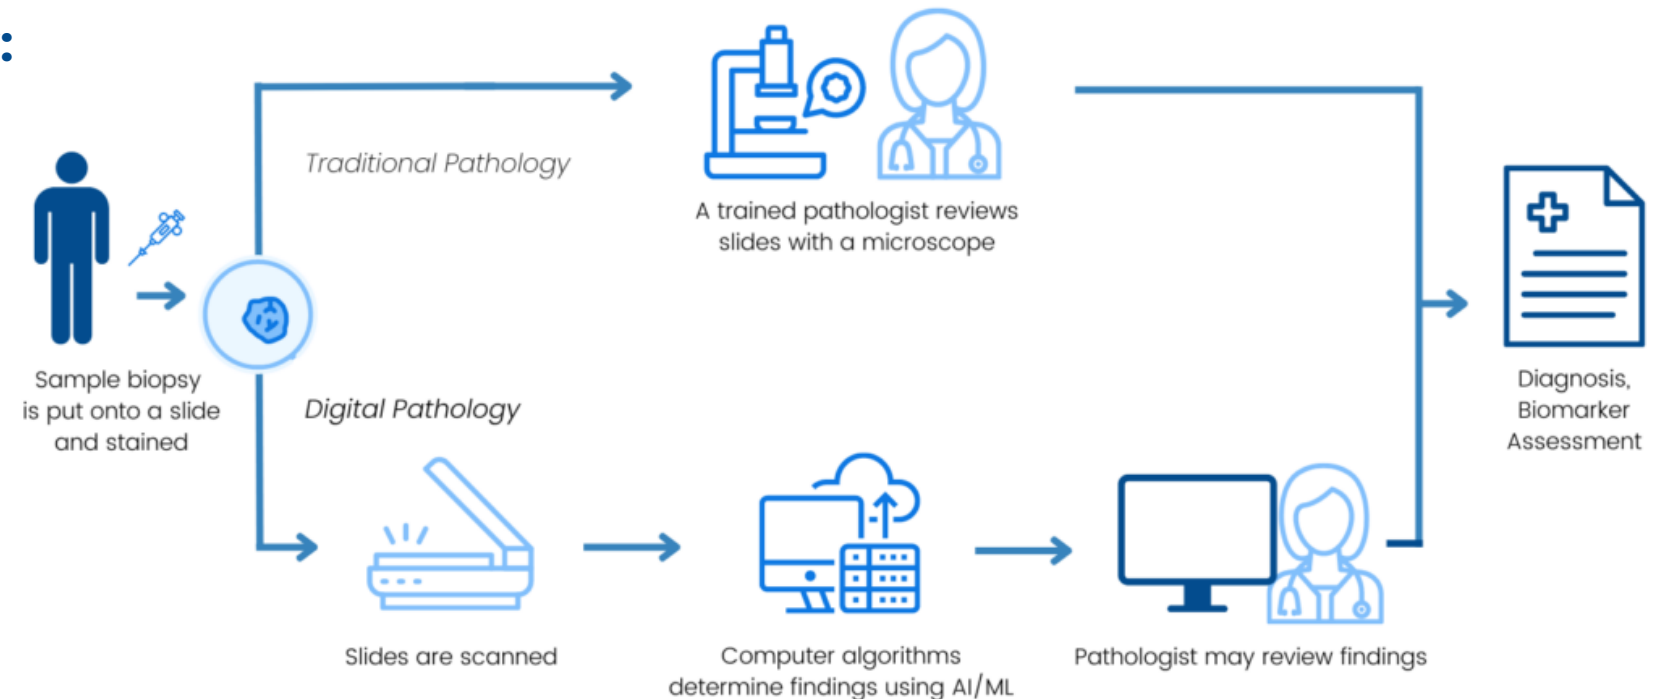 :
Traditional Pathology
A trained pathologist reviews
slides with a microscope
Sample biopsy
is put onto a slide
and stained
Digital Pathology
Diagnosis,
Biomarker
Assessment
Slides are scanned
Computer algorithms
determine findings using AI/ML
Pathologist may review findings